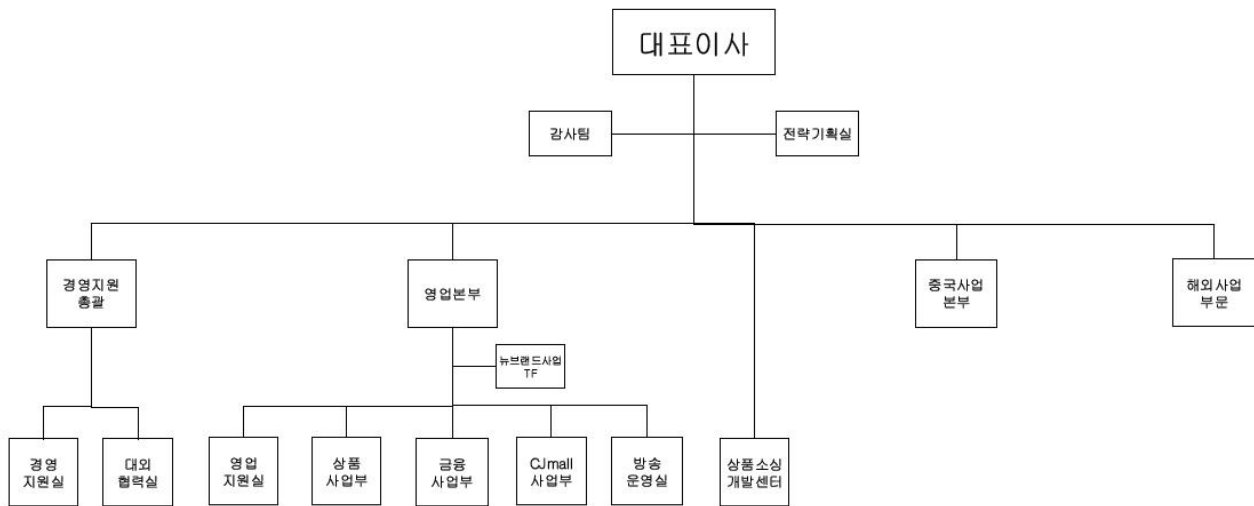 대표이사
감사팀
전략기획실
경영지원
총괄
영업본부
중국사업
본부
해외사업
부문
뉴브랜드사업
TF
경영
지원실
대외
협력실
영업
지원실
상품
사업부
금융
사업부
CJmall
사업부
방송
운영실
상품소싱
개발센터